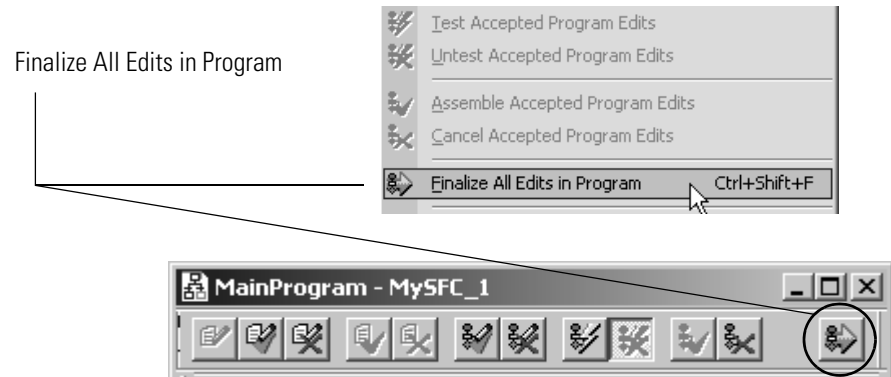 Test Accepted Program Edits
Untest Accepted Program Edits
Finalize All Edits in Program
Assemble Accepted Program Edits
Cancel Accepted Program Edits
Finalize All Edits in Program Ctrl+Shift+F
MainProgram - MySFC_1